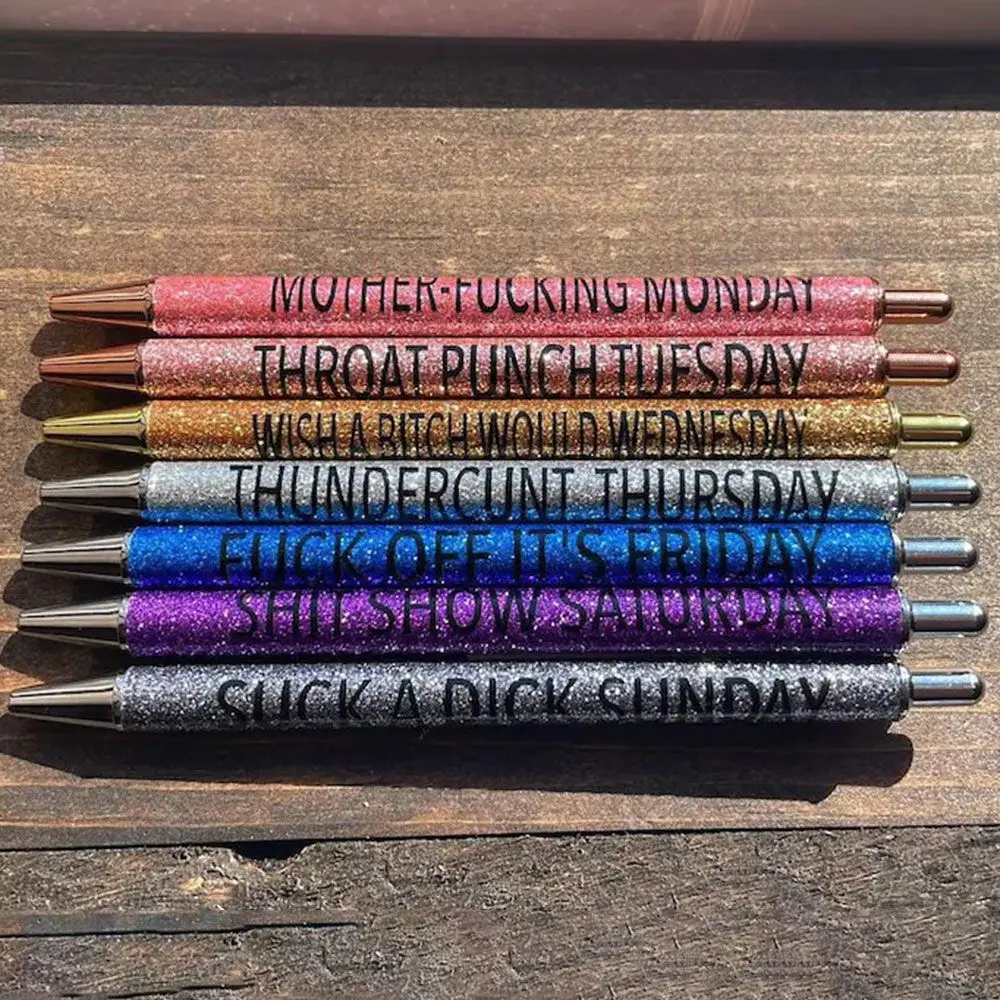 MOTHER-FUCKING MONDAY
THROAT PUNCH TUESDAY
WISH A BITCH WOULD WEDNESDAY
THUNDERCUNT THURSDAY
FUCK OFF IT'S FRIDAY
SHIT SHOW SATURDAY
SUCK A DICK SUNDAY